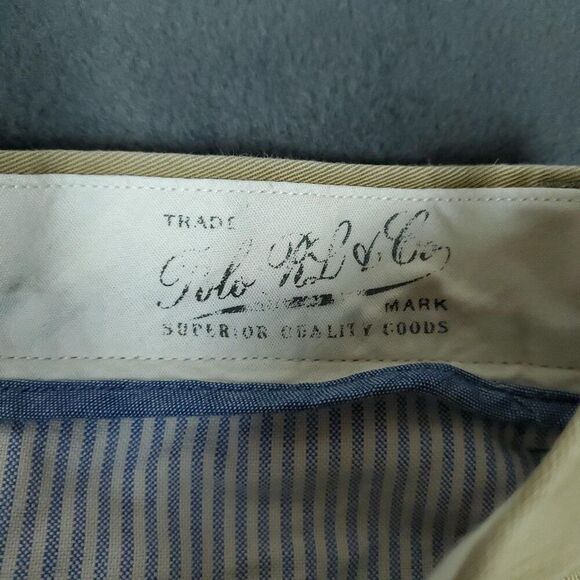 TRADE
Polo RL & Co
MARK
SUPERIOR QUALITY GOODS